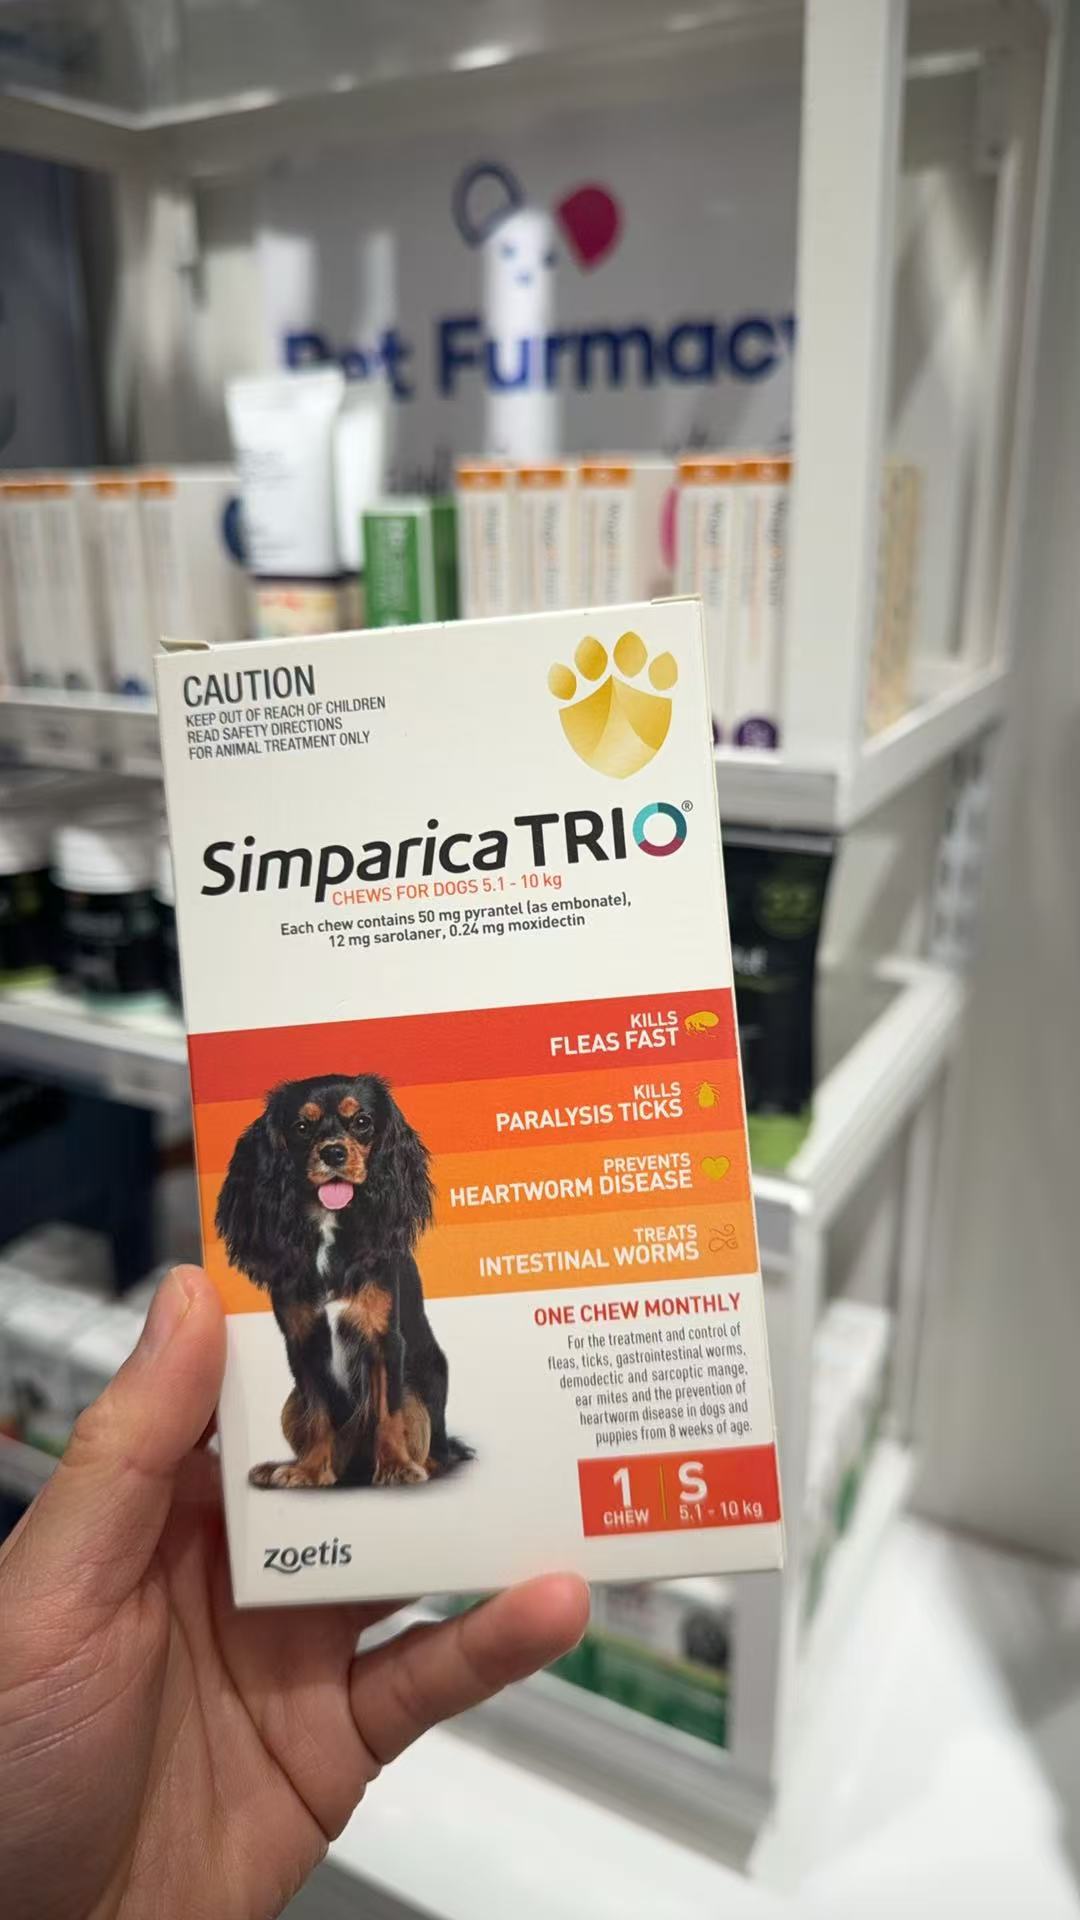 Pet Furmacy
CAUTION
KEEP OUT OF REACH OF CHILDREN
READ SAFETY DIRECTIONS
FOR ANIMAL TREATMENT ONLY
Simparica TRIO®
CHEWS FOR DOGS 5.1 - 10 kg
Each chew contains 50 mg pyrantel (as embonate),
12 mg sarolaner, 0.24 mg moxidectin
KILLS
FLEAS FAST
KILLS
PARALYSIS TICKS
PREVENTS
HEARTWORM DISEASE
TREATS
INTESTINAL WORMS
ONE CHEW MONTHLY
For the treatment and control of
fleas, ticks, gastrointestinal worms,
demodectic and sarcoptic mange,
ear mites and the prevention of
heartworm disease in dogs and
puppies from 8 weeks of age.
1
CHEW
S
5.1 - 10 kg
zoetis